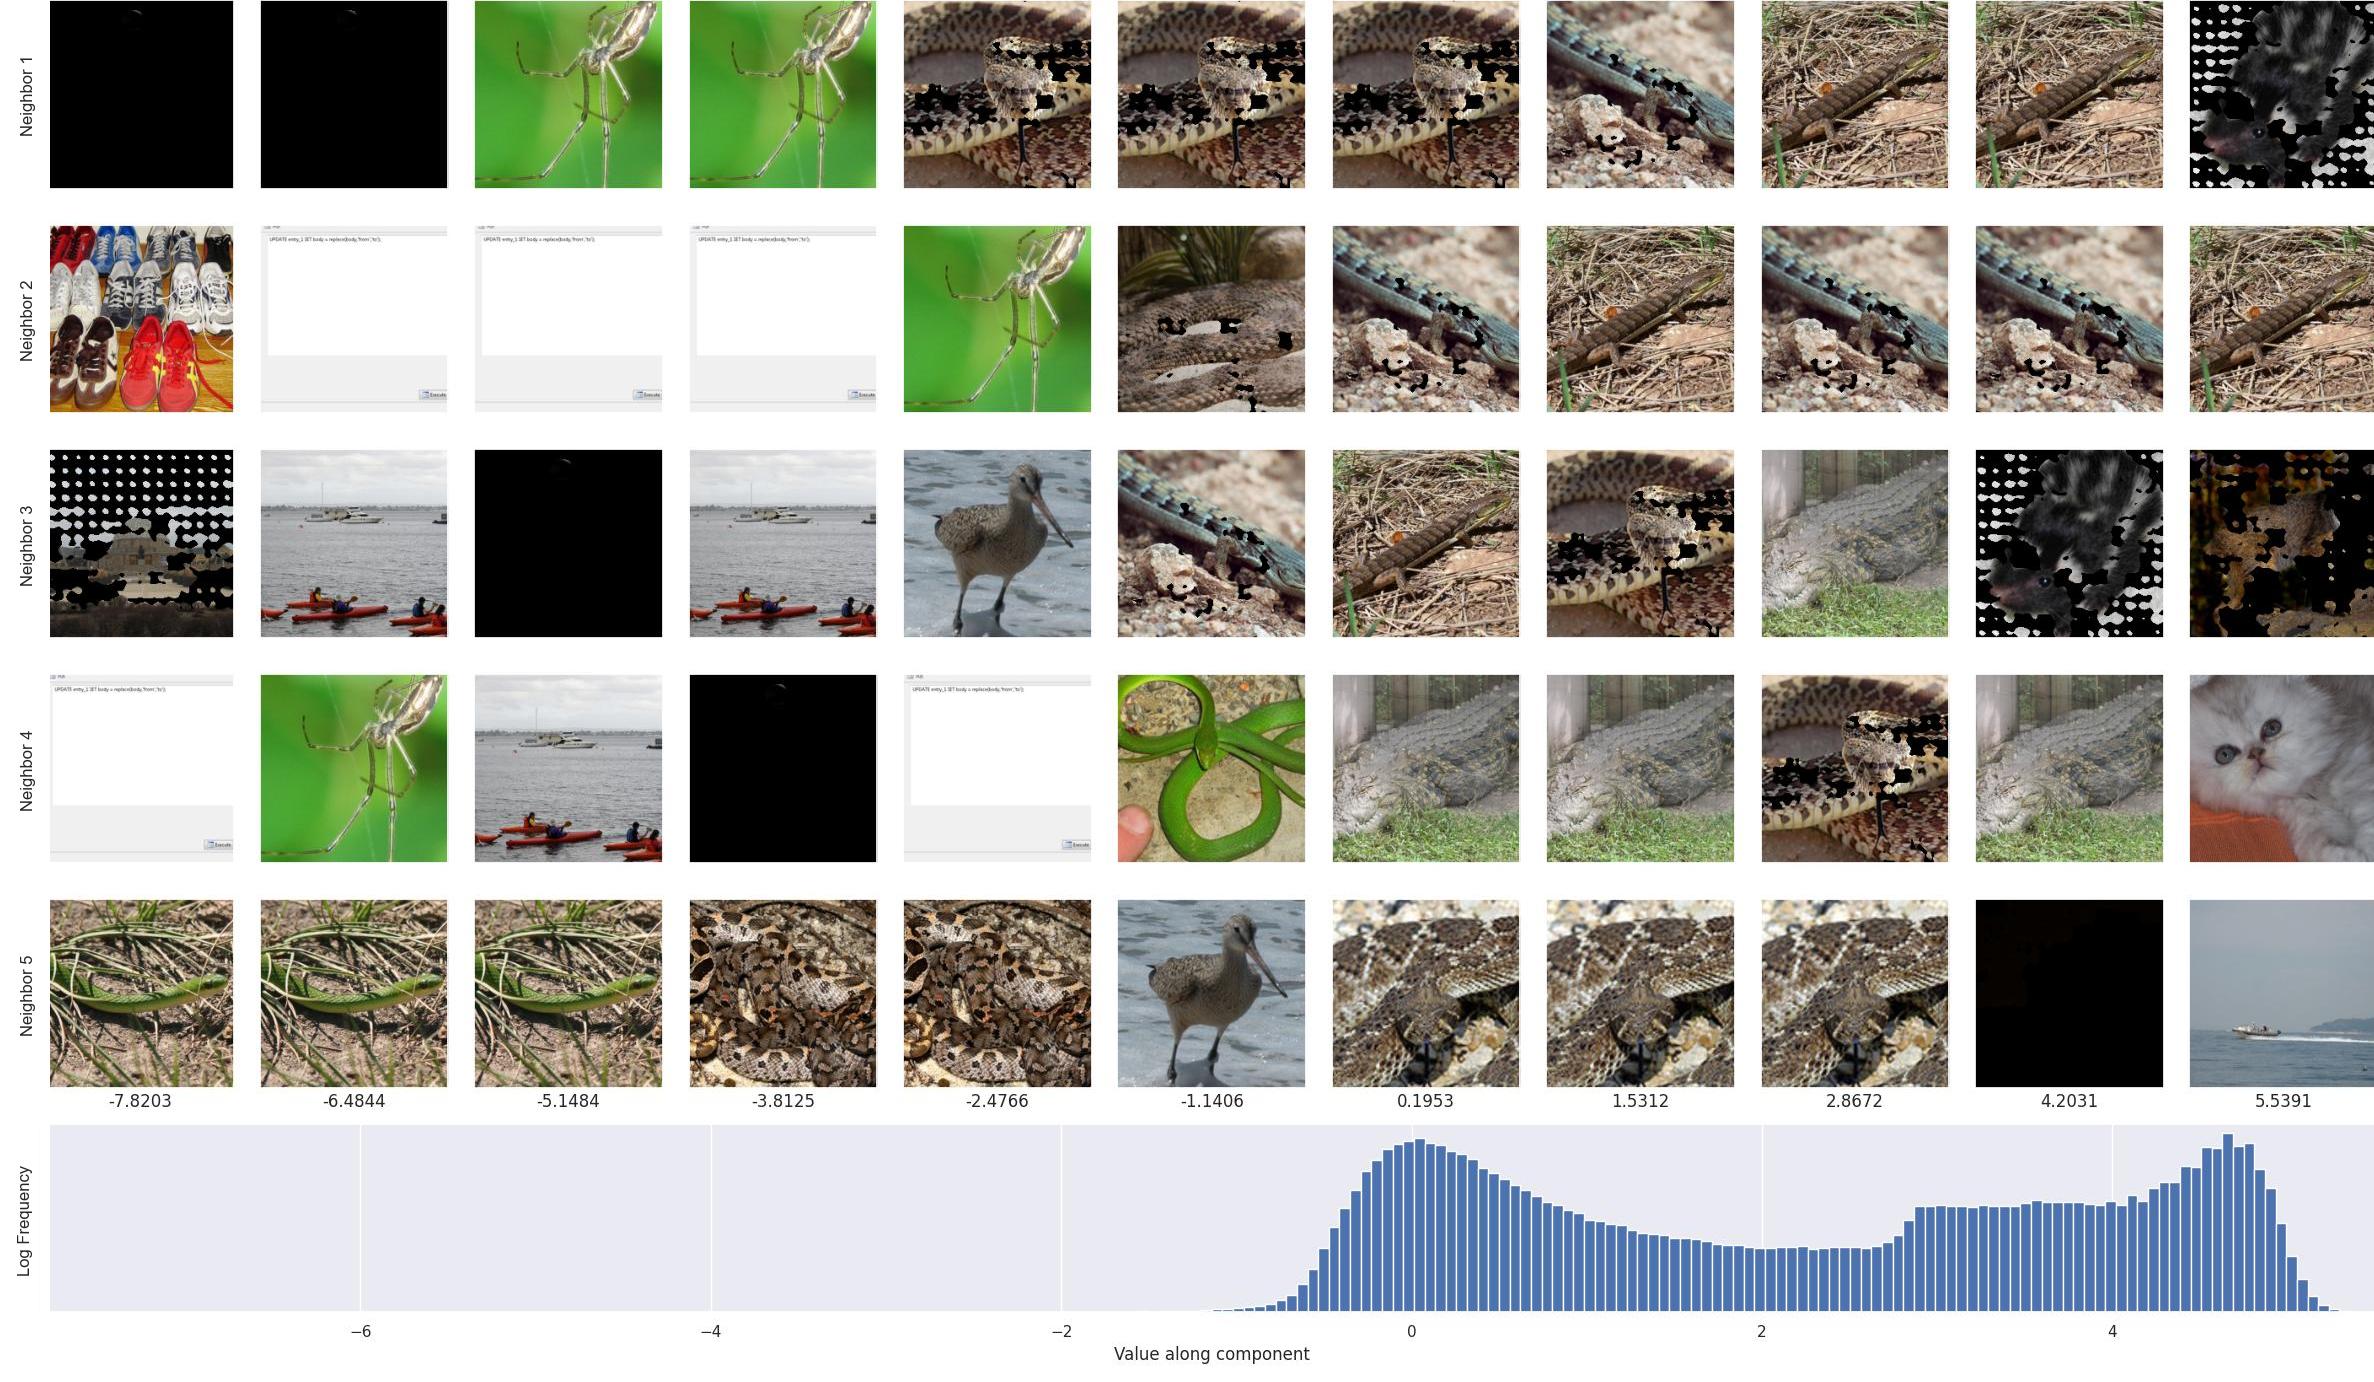 Neighbor 1
Neighbor 2
UPDATE entry_1 SET body = replace(body,'from','to');
UPDATE entry_1 SET body = replace(body,'from','to');
UPDATE entry_1 SET body = replace(body,'from','to');
Execute
Execute
Execute
Neighbor 3
Neighbor 4
UPDATE entry_1 SET body = replace(body,'from','to');
UPDATE entry_1 SET body = replace(body,'from','to');
Execute
Execute
Neighbor 5
-7.8203 -6.4844 -5.1484 -3.8125 -2.4766 -1.1406 0.1953 1.5312 2.8672 4.2031 5.5391
Log Frequency
−6 −4 −2 0 2 4
Value along component